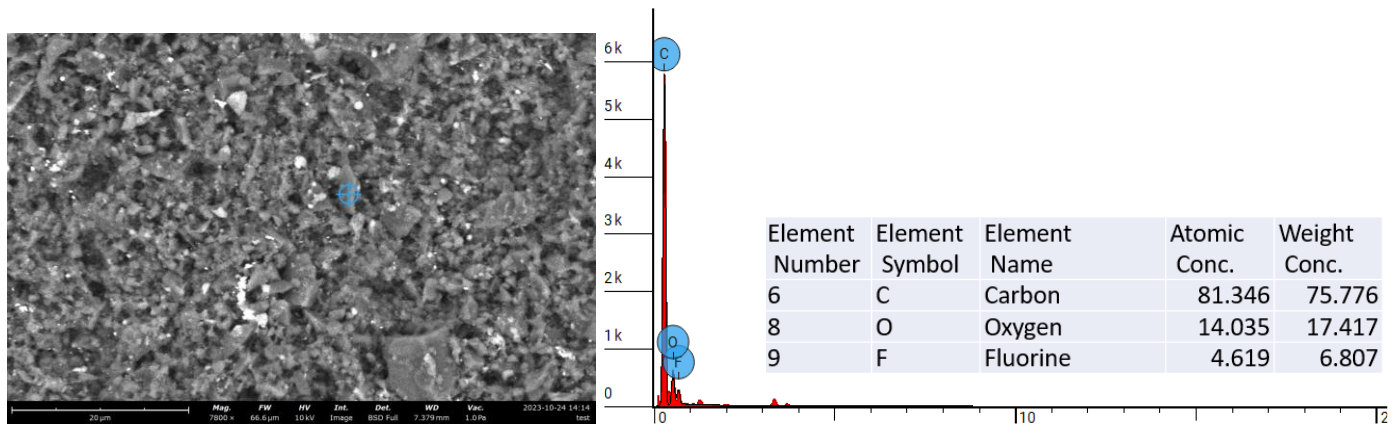 20 µm
Mag. FW HV Int. Det. WD Vac. 2023-10-24 14:14
7800 × 66.6 µm 10 kV Image BSD Full 7.379 mm 1.0 Pa test
6 k
C
5 k
4 k
3 k
2 k
1 k
O
F
0
0 10 2
Element Number Element Symbol Element Name Atomic Conc. Weight Conc.
6 C Carbon 81.346 75.776
8 O Oxygen 14.035 17.417
9 F Fluorine 4.619 6.807